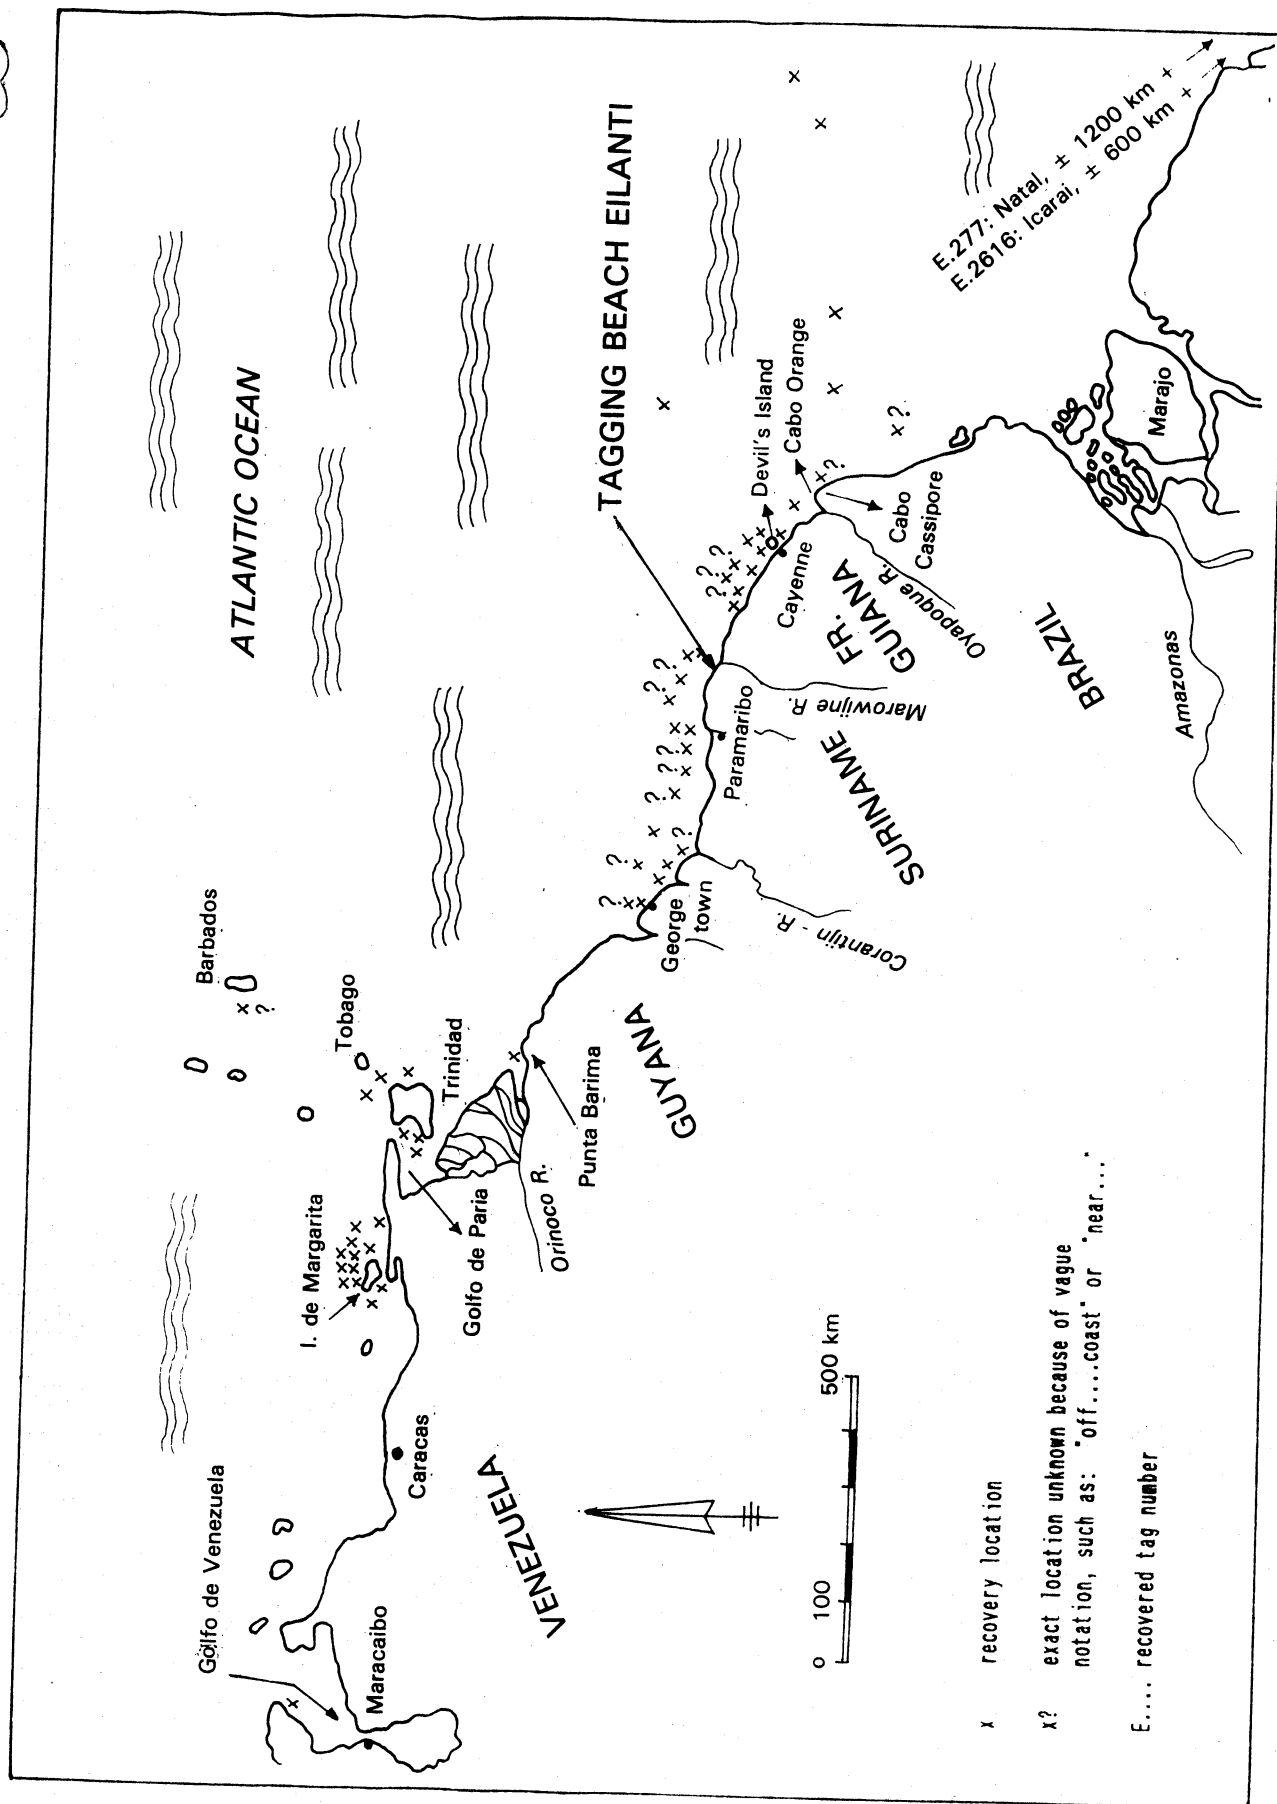 Golfo de Venezuela
Maracaibo
Caracas
VENEZUELA
I. de Margarita
Golfo de Paria
Orinoco R.
Punta Barima
Trinidad
Tobago
Barbados
x
?
ATLANTIC OCEAN
GUYANA
George
town
Corantijn - R.
SURINAME
Paramaribo
Marowijne R.
TAGGING BEACH EILANTI
FR.
GUIANA
Cayenne
Devil's Island
Cabo Orange
Cabo
Cassipore
Oyapoque R.
x?
BRAZIL
Amazonas
Marajo
E.277: Natal, ± 1200 km x
E.2616: Icarai, ± 600 km x
0 100 500 km
x recovery location
x? exact location unknown because of vague
notation, such as: "off....coast" or "near..."
E.... recovered tag number